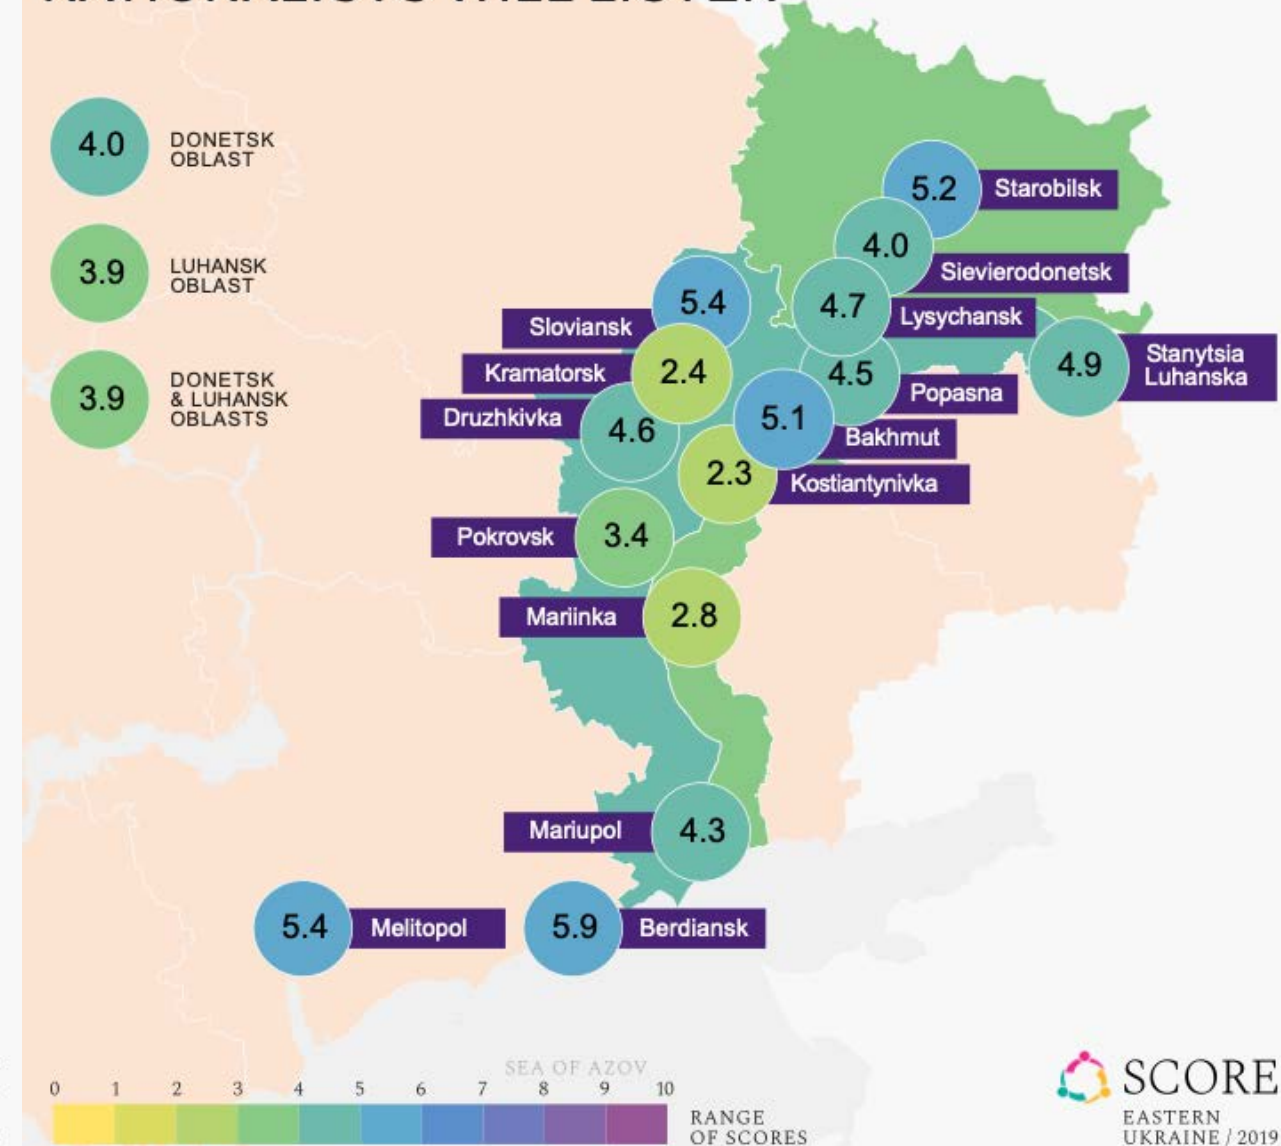 4.0
DONETSK
OBLAST
3.9
LUHANSK
OBLAST
3.9
DONETSK
& LUHANSK
OBLASTS
5.2
Starobilsk
4.0
Sievierodonetsk
5.4
Sloviansk
4.7
Lysychansk
Kramatorsk
2.4
4.5
Popasna
4.9
Stanytsia
Luhanska
Druzhkivka
4.6
5.1
Bakhmut
2.3
Kostiantynivka
Pokrovsk
3.4
Mariinka
2.8
Mariupol
4.3
5.4
Melitopol
5.9
Berdiansk
SEA OF AZOV
0 1 2 3 4 5 6 7 8 9 10
RANGE
OF SCORES
SCORE
EASTERN
UKRAINE / 2019